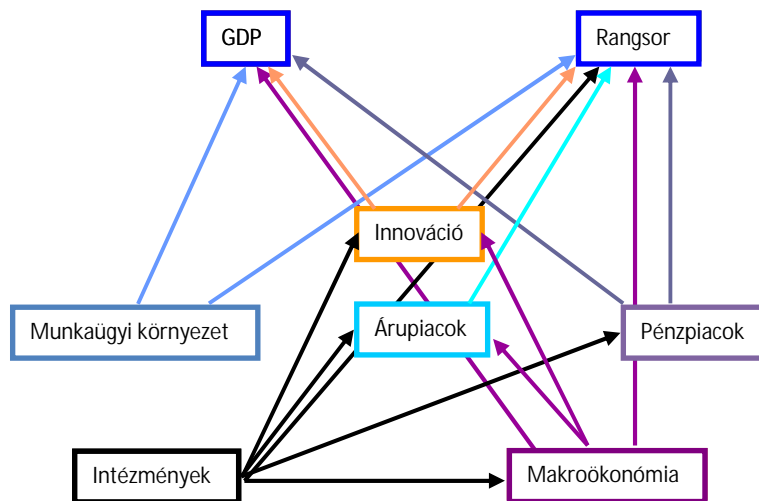 GDP
Rangsor
Innováció
Munkaügyi környezet
Árupiacok
Pénzpiacok
Intézmények
Makroökonómia